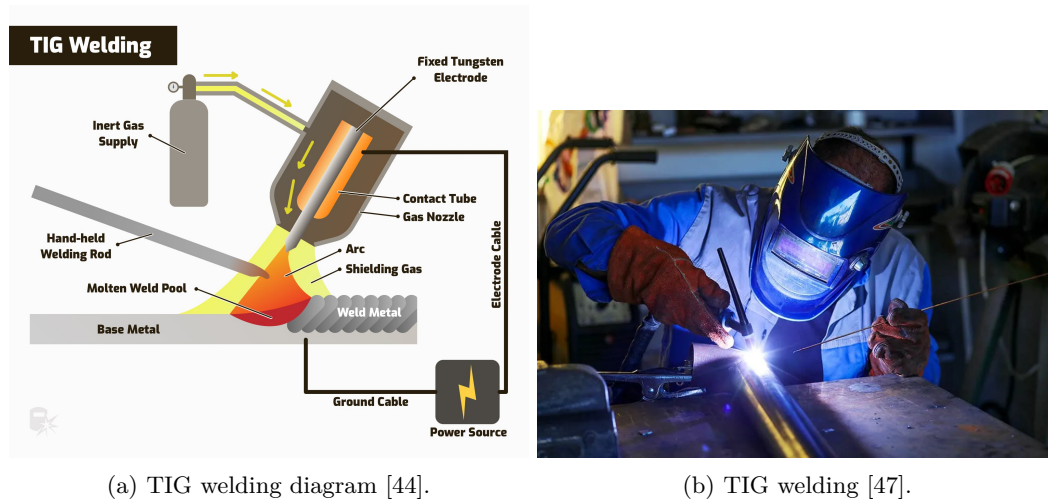 TIG Welding
Fixed Tungsten
Electrode
Inert Gas
Supply
Contact Tube
Gas Nozzle
Hand-held
Welding Rod
Arc
Shielding Gas
Electrode Cable
Molten Weld Pool
Weld Metal
Base Metal
Ground Cable
Power Source
(a) TIG welding diagram [44].
(b) TIG welding [47].